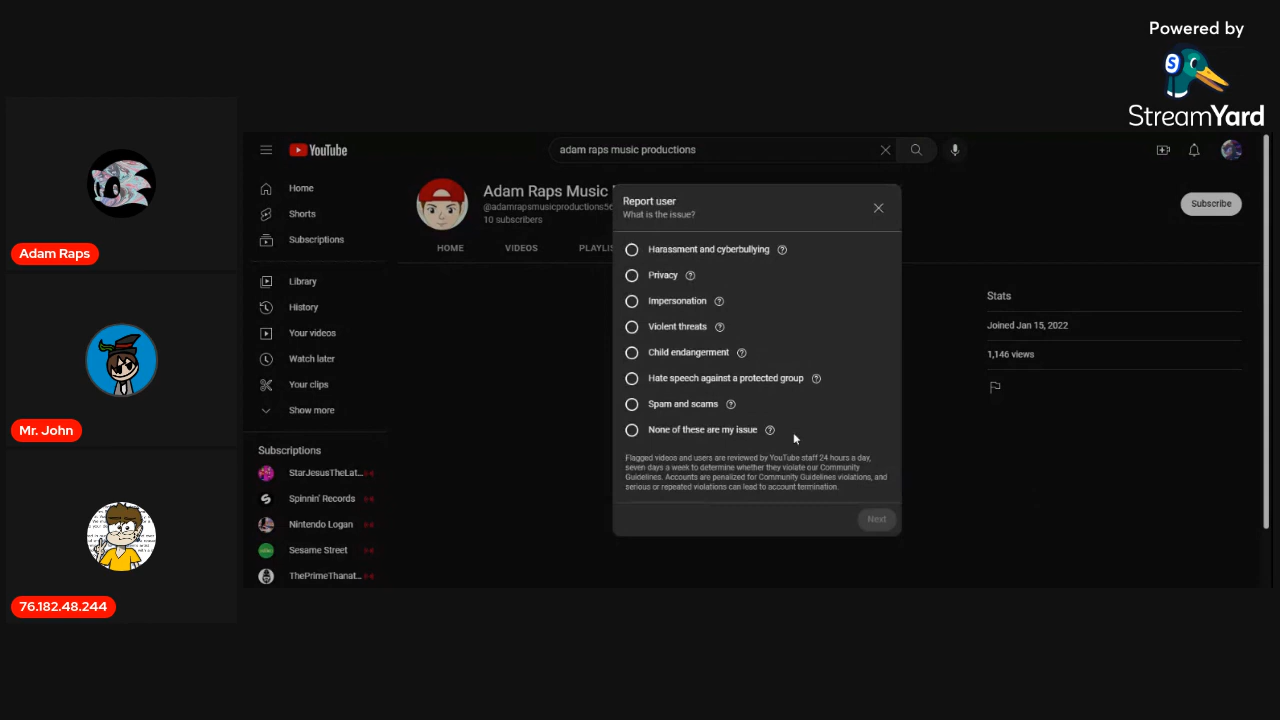 Powered by
StreamYard
Adam Raps
Mr. John
76.182.48.244
YouTube
adam raps music productions
Home
Shorts
Subscriptions
Library
History
Your videos
Watch later
Your clips
Show more
Subscriptions
StarJesusTheLat...
Spinnin' Records
Nintendo Logan
Sesame Street
ThePrimeThanat...
Adam Raps Music
@adamrapsmusicproductions56
10 subscribers
Subscribe
HOME
VIDEOS
PLAYLIS
Report user
What is the issue?
Harassment and cyberbullying
Privacy
Impersonation
Violent threats
Child endangerment
Hate speech against a protected group
Spam and scams
None of these are my issue
Flagged videos and users are reviewed by YouTube staff 24 hours a day,
seven days a week to determine whether they violate our Community
Guidelines. Accounts are penalized for Community Guidelines violations, and
serious or repeated violations can lead to account termination.
Next
Stats
Joined Jan 15, 2022
1,146 views